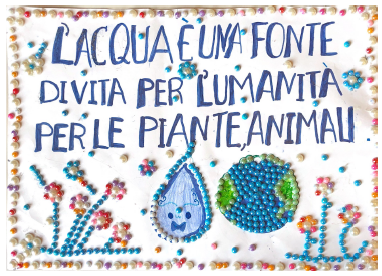 L'ACQUA È UNA FONTE
DI VITA PER L'UMANITÀ
PER LE PIANTE, ANIMALI.